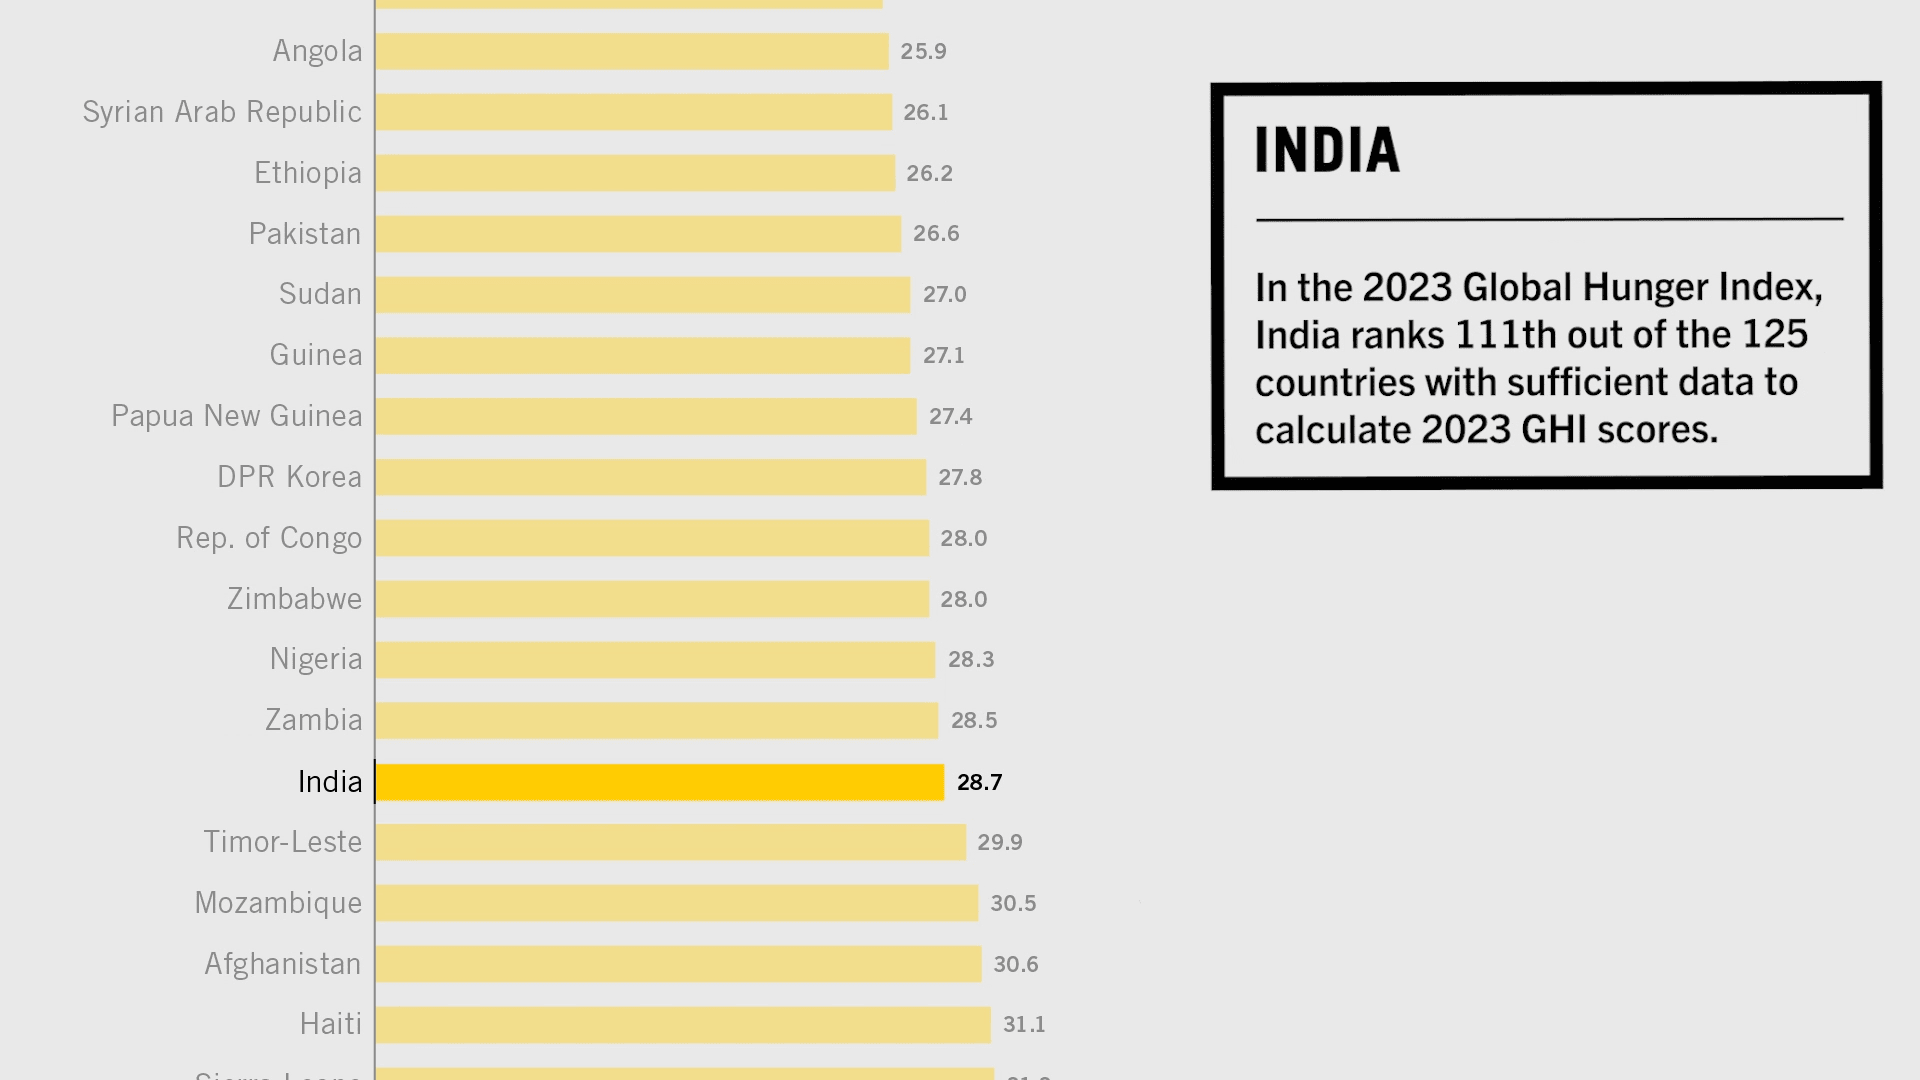 Angola 25.9
Syrian Arab Republic 26.1
Ethiopia 26.2
Pakistan 26.6
Sudan 27.0
Guinea 27.1
Papua New Guinea 27.4
DPR Korea 27.8
Rep. of Congo 28.0
Zimbabwe 28.0
Nigeria 28.3
Zambia 28.5
India 28.7
Timor-Leste 29.9
Mozambique 30.5
Afghanistan 30.6
Haiti 31.1
INDIA
In the 2023 Global Hunger Index,
India ranks 111th out of the 125
countries with sufficient data to
calculate 2023 GHI scores.